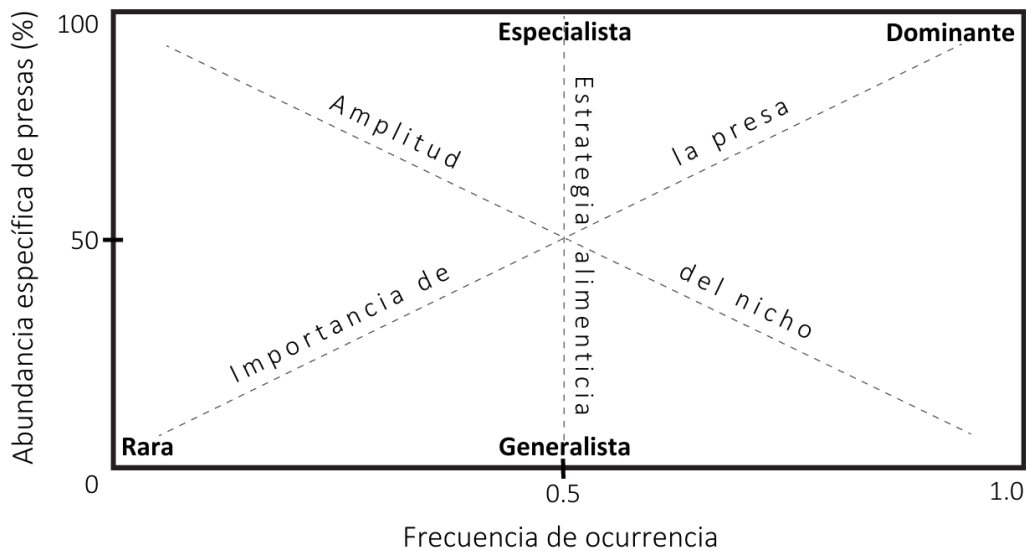 100
Especialista
Dominante
Amplitud
la presa
Estrategia alimenticia
Abundancia específica de presas (%)
50
Importancia de
del nicho
Rara
Generalista
0
0.5
1.0
Frecuencia de ocurrencia